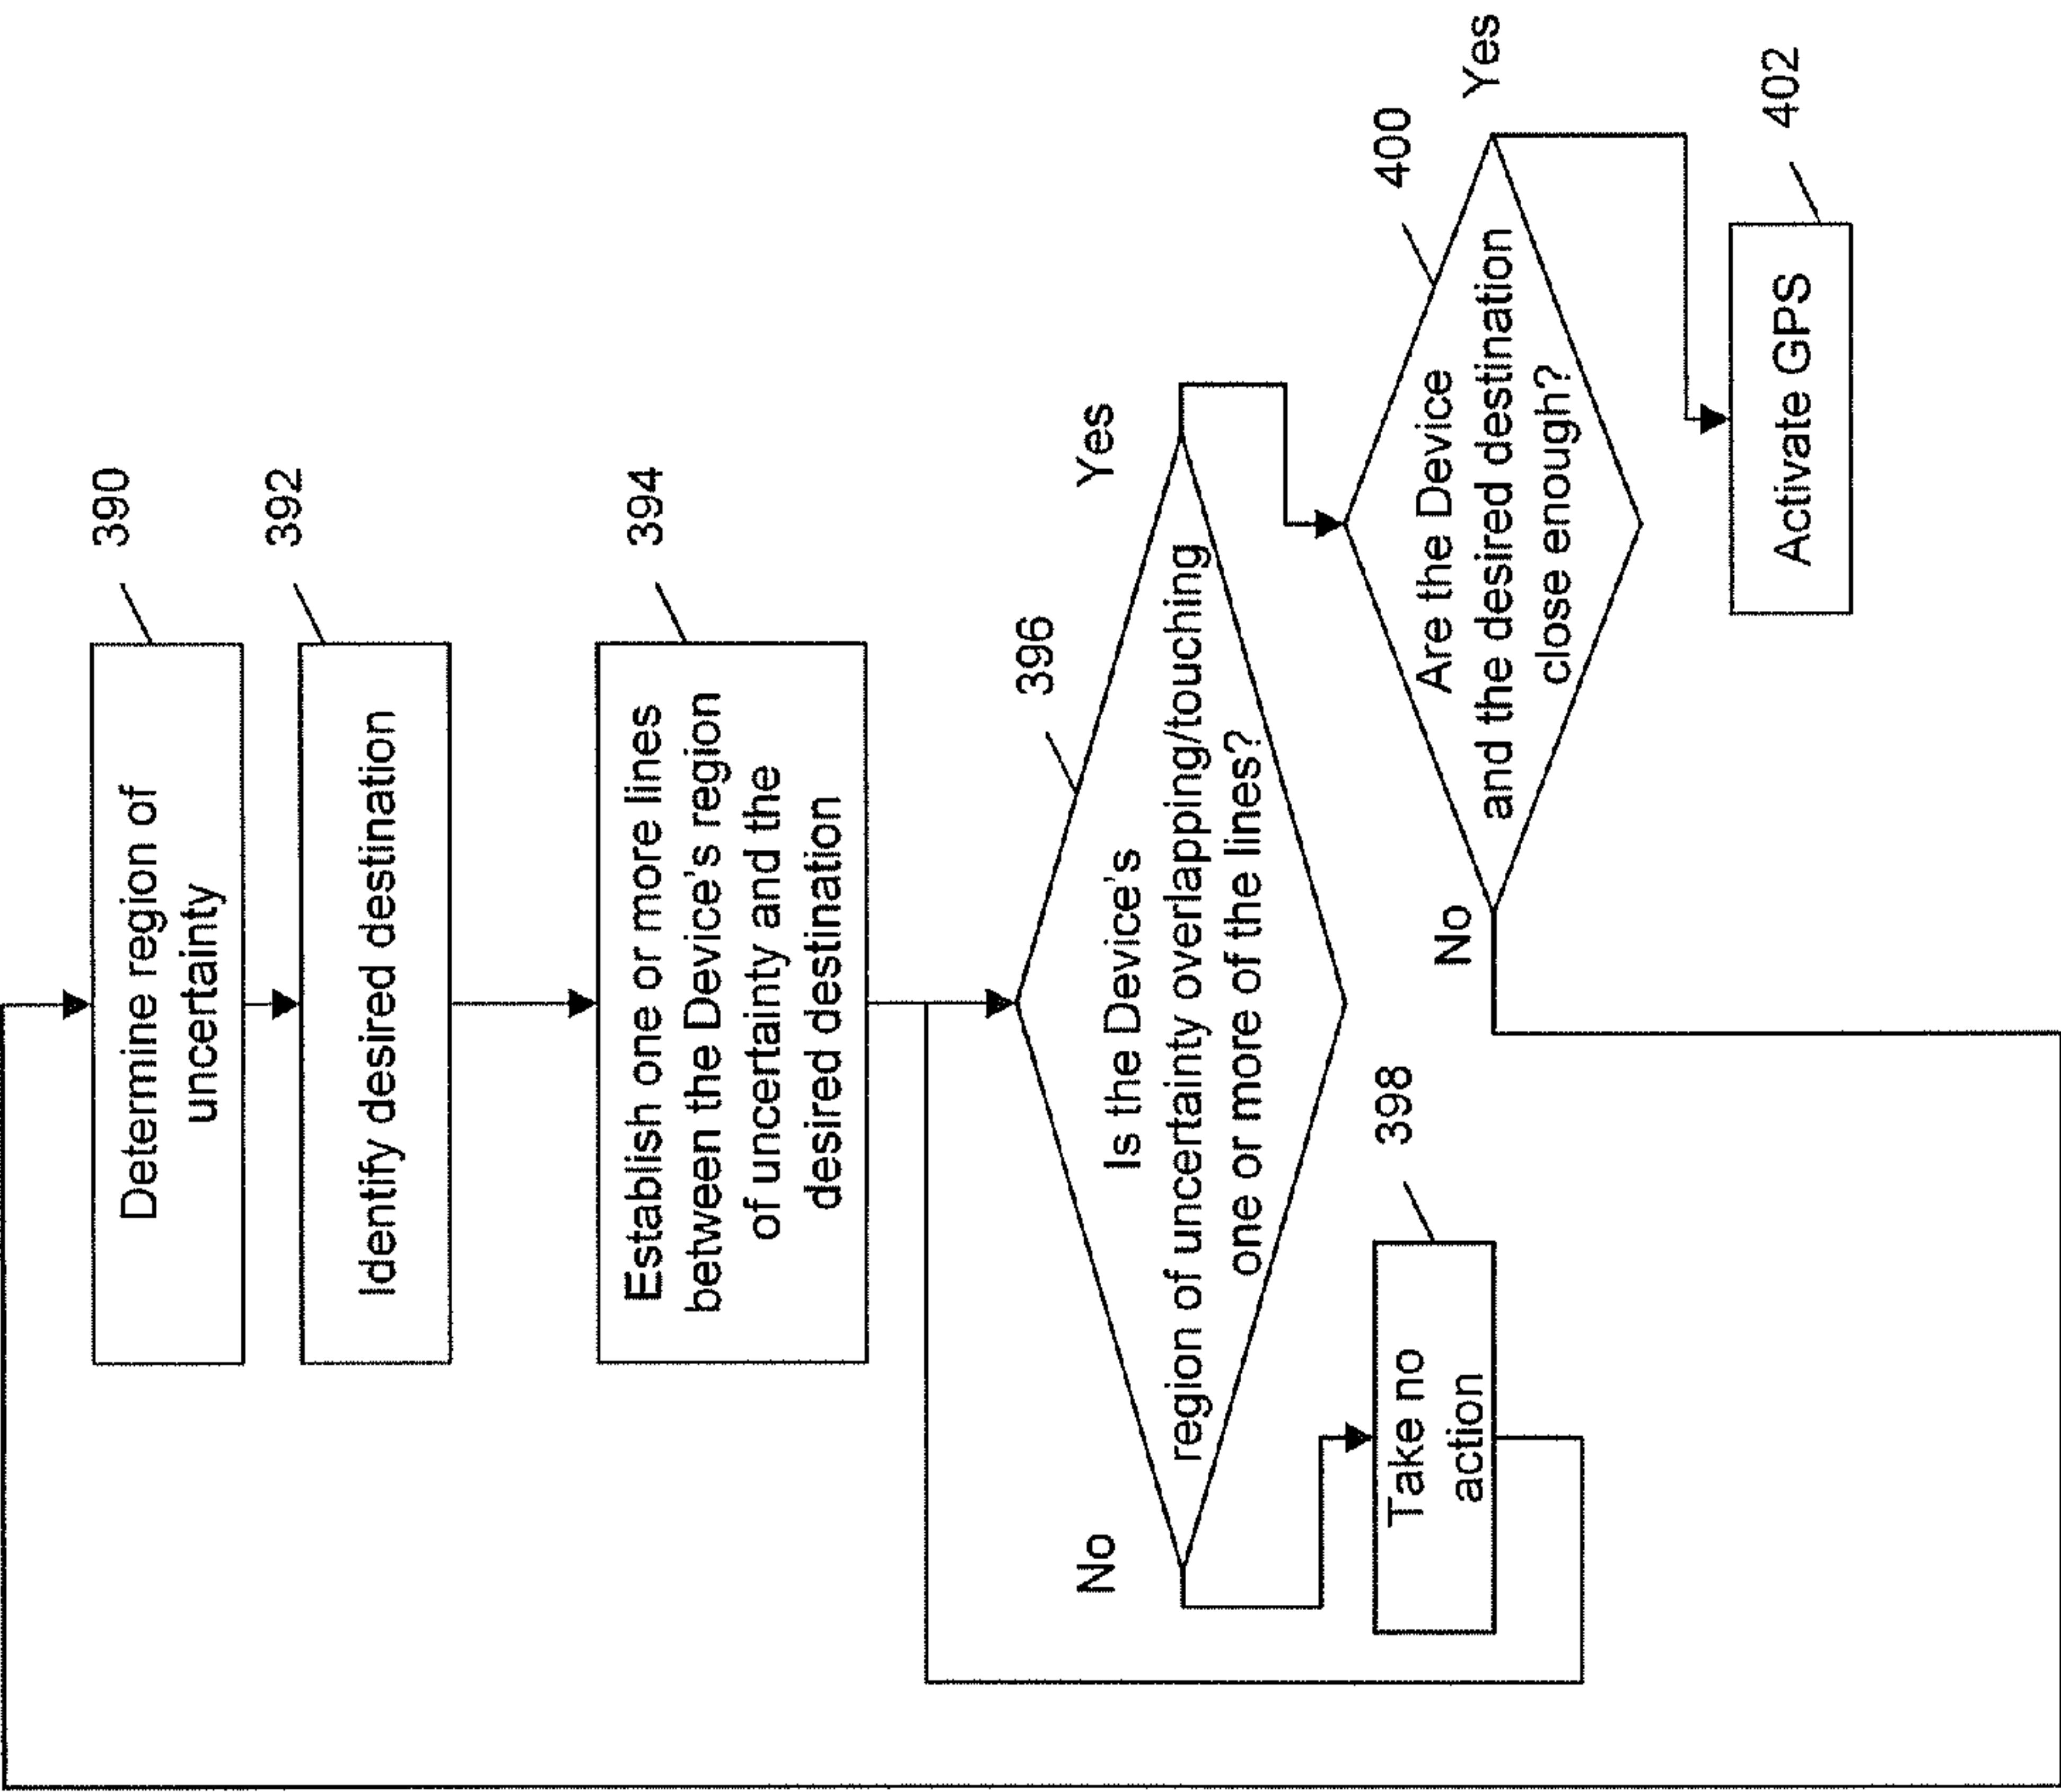 390
Determine region of
uncertainty
392
Identify desired destination
394
Establish one or more lines
between the Device's region
of uncertainty and the
desired destination
396
Is the Device's
region of uncertainty overlapping/touching
one or more of the lines?
No
Yes
398
Take no
action
400
Are the Device
and the desired destination
close enough?
No
Yes
402
Activate GPS